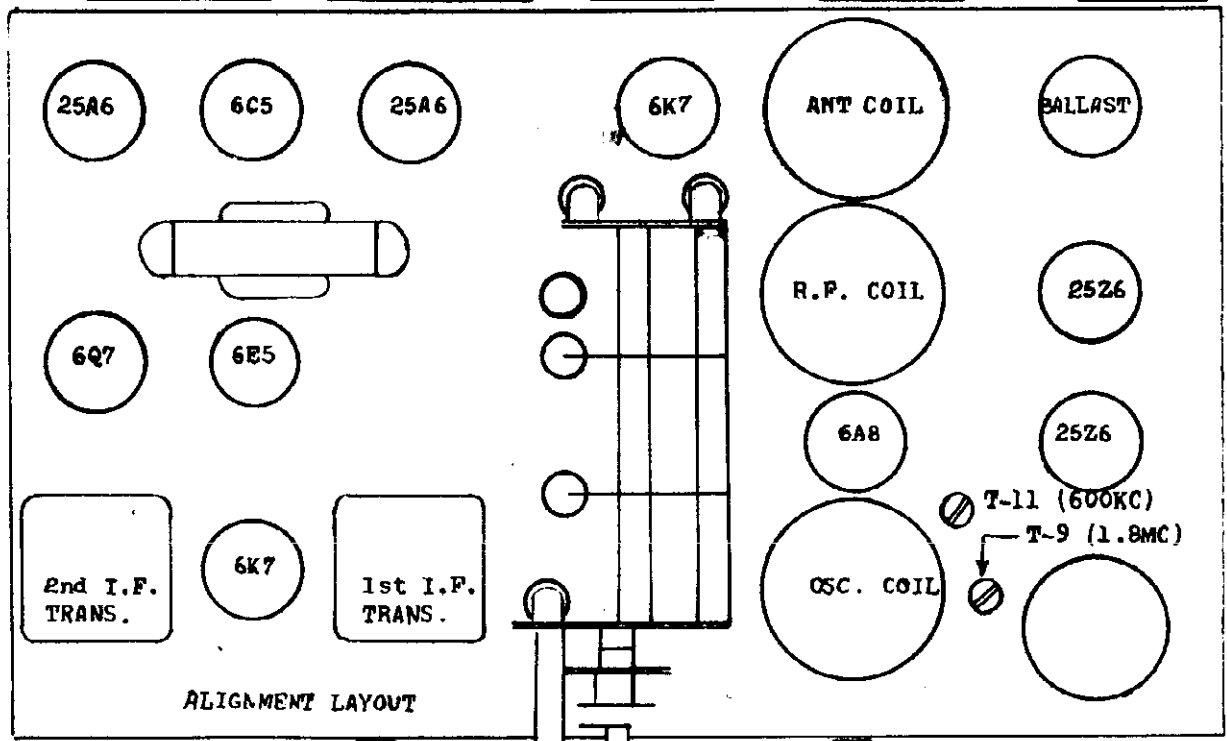 25A6
6C5
25A6
6K7
ANT COIL
BALLAST
R.F. COIL
25Z6
6Q7
6E5
6A8
25Z6
T-11 (600KC)
T-9 (1.8MC)
2nd I.F.
TRANS.
6K7
1st I.F.
TRANS.
OSC. COIL
ALIGNMENT LAYOUT